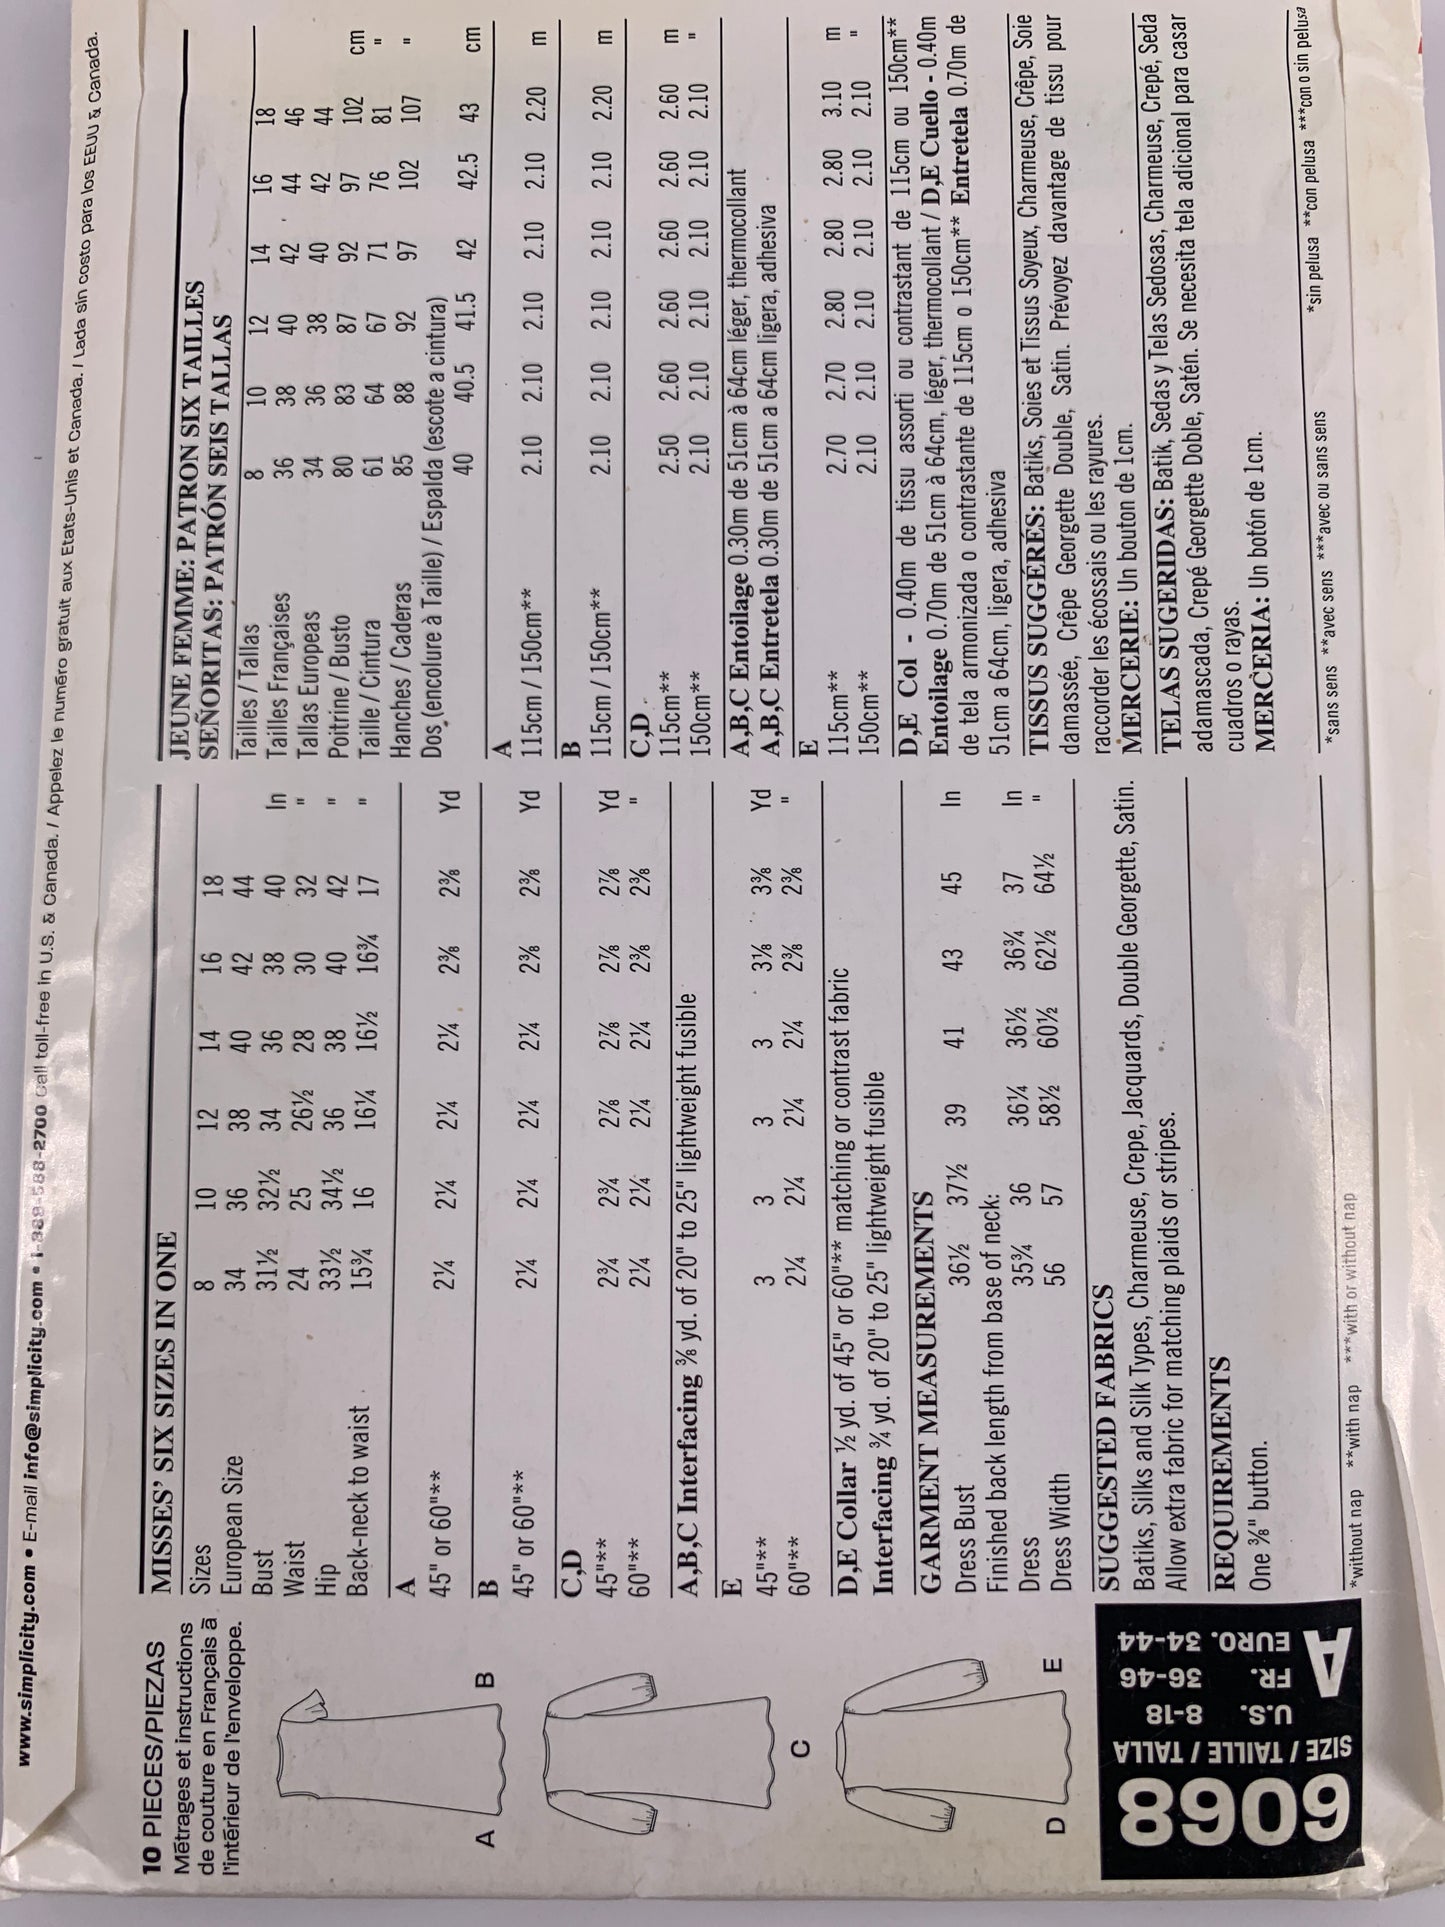 www.simplicity.com • E-mail info@simplicity.com • 1-888-588-2700 Call toll-free in U.S. & Canada. / Appelez le numéro gratuit aux Etats-Unis et Canada. / Lada sin costo para los EEUU & Canada.
10 PIECES/PIEZAS
Métrages et instructions
de couture en Français à
l'intérieur de l'enveloppe.
A
B
C
D
E
6068
SIZE / TAILLE / TALLA
U.S. 8-18
FR. 36-46
EURO. 34-44
A
MISSES' SIX SIZES IN ONE
Sizes 8 10 12 14 16 18
European Size 34 36 38 40 42 44
Bust 31½ 32½ 34 36 38 40 In
Waist 24 25 26½ 28 30 32 "
Hip 33½ 34½ 36 38 40 42 "
Back-neck to waist 15¾ 16 16¼ 16½ 16¾ 17 "
A
45" or 60"** 2¼ 2¼ 2¼ 2¼ 2⅜ 2⅜ Yd
B
45" or 60"** 2¼ 2¼ 2¼ 2¼ 2⅜ 2⅜ Yd
C,D
45"** 2¾ 2¾ 2⅞ 2⅞ 2⅞ 2⅞ Yd
60"** 2¼ 2¼ 2¼ 2¼ 2⅜ 2⅜ "
A,B,C Interfacing ⅜ yd. of 20" to 25" lightweight fusible
E
45"** 3 3 3 3 3⅛ 3⅜ Yd
60"** 2¼ 2¼ 2¼ 2¼ 2⅜ 2⅜ "
D,E Collar ½ yd. of 45" or 60"** matching or contrast fabric
Interfacing ¾ yd. of 20" to 25" lightweight fusible
GARMENT MEASUREMENTS
Dress Bust 36½ 37½ 39 41 43 45 In
Finished back length from base of neck:
Dress 35¾ 36 36¼ 36½ 36¾ 37 In
Dress Width 56 57 58½ 60½ 62½ 64½ "
SUGGESTED FABRICS
Batiks, Silks and Silk Types, Charmeuse, Crepe, Jacquards, Double Georgette, Satin.
Allow extra fabric for matching plaids or stripes.
REQUIREMENTS
One ⅜" button.
*without nap **with nap ***with or without nap
JEUNE FEMME: PATRON SIX TAILLES
SEÑORITAS: PATRÓN SEIS TALLAS
Tailles / Tallas 8 10 12 14 16 18
Tailles Françaises 36 38 40 42 44 46
Tallas Europeas 34 36 38 40 42 44
Poitrine / Busto 80 83 87 92 97 102 cm
Taille / Cintura 61 64 67 71 76 81 "
Hanches / Caderas 85 88 92 97 102 107 "
Dos (encolure à Taille) / Espalda (escote a cintura)
40 40.5 41.5 42 42.5 43 cm
A
115cm / 150cm** 2.10 2.10 2.10 2.10 2.10 2.20 m
B
115cm / 150cm** 2.10 2.10 2.10 2.10 2.10 2.20 m
C,D
115cm** 2.50 2.60 2.60 2.60 2.60 2.60 m
150cm** 2.10 2.10 2.10 2.10 2.10 2.10 "
A,B,C Entoilage 0.30m de 51cm à 64cm léger, thermocollant
A,B,C Entretela 0.30m de 51cm a 64cm ligera, adhesiva
E
115cm** 2.70 2.70 2.80 2.80 2.80 3.10 m
150cm** 2.10 2.10 2.10 2.10 2.10 2.10 "
D,E Col - 0.40m de tissu assorti ou contrastant de 115cm ou 150cm**
Entoilage 0.70m de 51cm à 64cm, léger, thermocollant / D,E Cuello - 0.40m
de tela armonizada o contrastante de 115cm o 150cm** Entretela 0.70m de
51cm a 64cm, ligera, adhesiva
TISSUS SUGGÉRÉS: Batiks, Soies et Tissus Soyeux, Charmeuse, Crêpe, Soie
damassée, Crêpe Georgette Double, Satin. Prévoyez davantage de tissu pour
raccorder les écossais ou les rayures.
MERCERIE: Un bouton de 1cm.
TELAS SUGERIDAS: Batik, Sedas y Telas Sedosas, Charmeuse, Crepé, Seda
adamascada, Crepé Georgette Doble, Satén. Se necesita tela adicional para casar
cuadros o rayas.
MERCERIA: Un botón de 1cm.
*sans sens **avec sens ***avec ou sans sens *sin pelusa **con pelusa ***con o sin pelusa